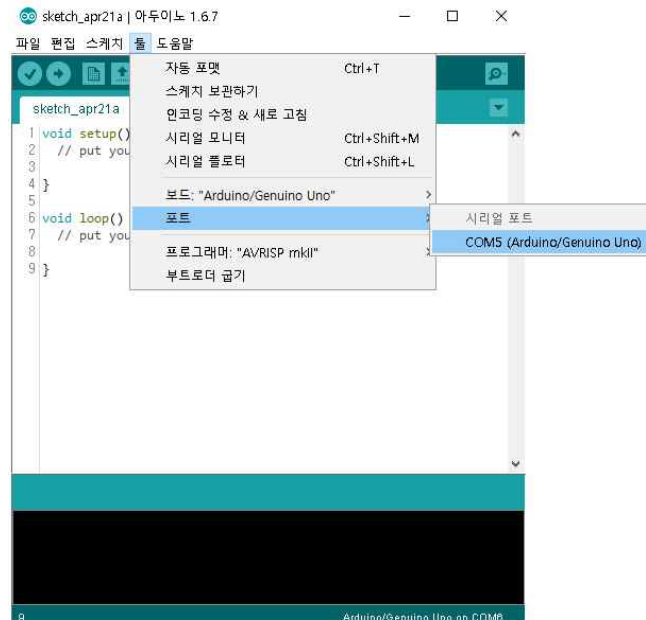 sketch_apr21a | 아두이노 1.6.7
파일 편집 스케치 툴 도움말
sketch_apr21a
1 void setup()
2 // put you
3
4 }
5
6 void loop()
7 // put you
8
9 }
자동 포맷 Ctrl+T
스케치 보관하기
인코딩 수정 & 새로 고침
시리얼 모니터 Ctrl+Shift+M
시리얼 플로터 Ctrl+Shift+L
보드: "Arduino/Genuino Uno"
포트
프로그래머: "AVRISP mkII"
부트로더 굽기
시리얼 포트
COM5 (Arduino/Genuino Uno)
9 Arduino/Genuino Uno on COM6